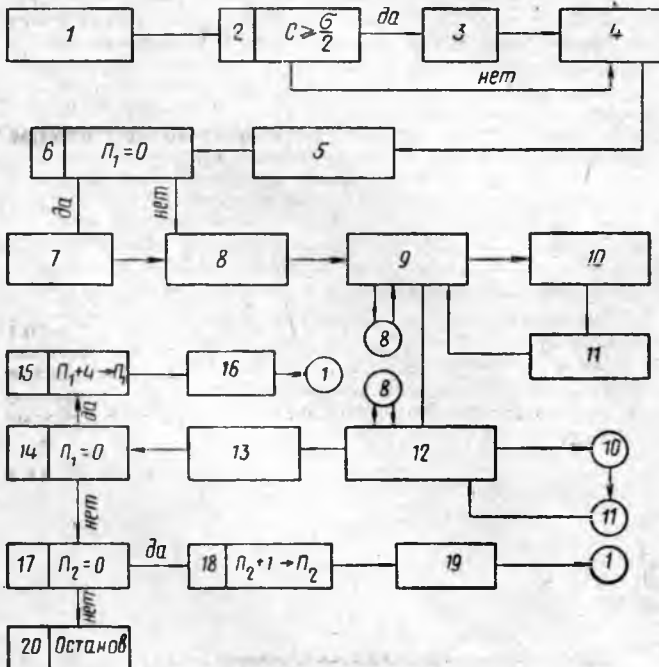 1 2 C ⩾ σ/2 да 3 4
нет
6 П₁=0 5
да нет
7 8 9 10
8 11
15 П₁+4→П₁ 16 1 8
да
14 П₁=0 13 12 10
нет 11
17 П₂=0 да 18 П₂+1→П₂ 19 1
нет
20 Останов